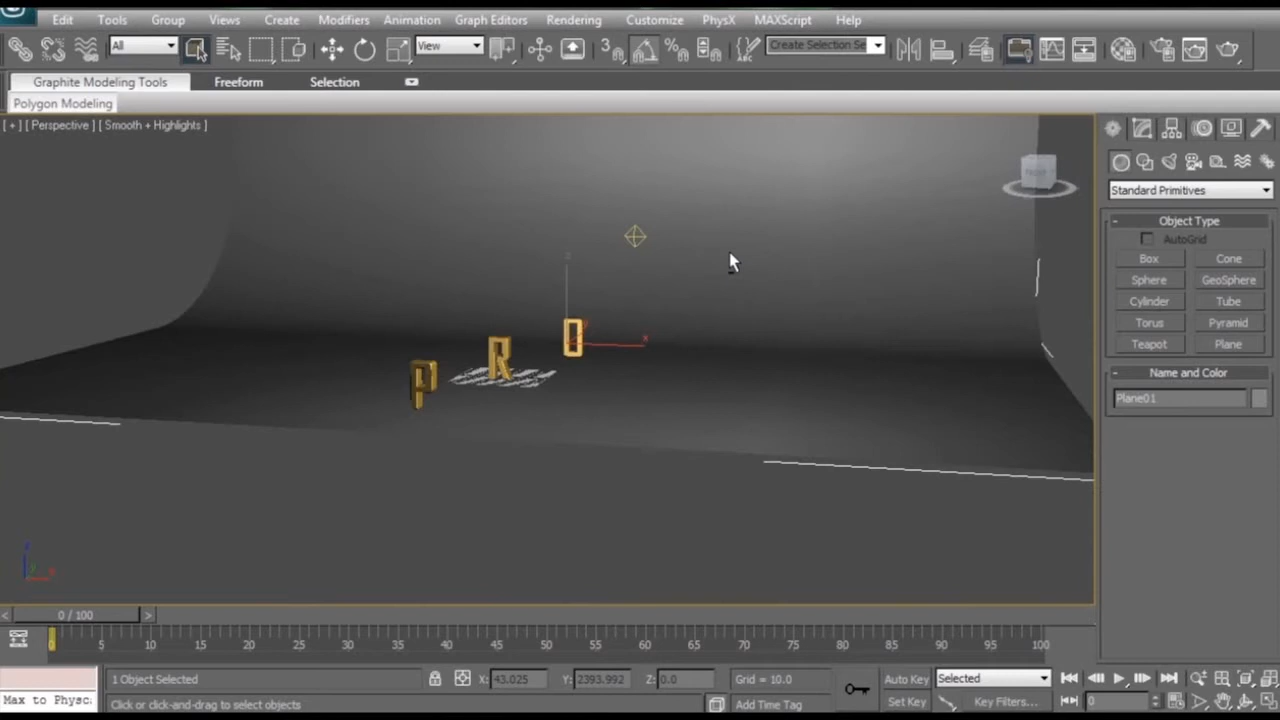 Edit Tools Group Views Create Modifiers Animation Graph Editors Rendering Customize PhysX MAXScript Help
All View 3 % ABC Create Selection Se
Graphite Modeling Tools Freeform Selection
Polygon Modeling
[ + ] [ Perspective ] [ Smooth + Highlights ]
Standard Primitives
- Object Type
AutoGrid
Box Cone
Sphere GeoSphere
Cylinder Tube
Torus Pyramid
Teapot Plane
- Name and Color
Plane01
P R O
z
x
z
y
x
< 0 / 100 >
0 5 10 15 20 25 30 35 40 45 50 55 60 65 70 75 80 85 90 95 100
1 Object Selected X: 43.025 Y: 2393.992 Z: 0.0 Grid = 10.0 Auto Key Selected
Max to Physc. Click or click-and-drag to select objects Add Time Tag Set Key Key Filters... 0